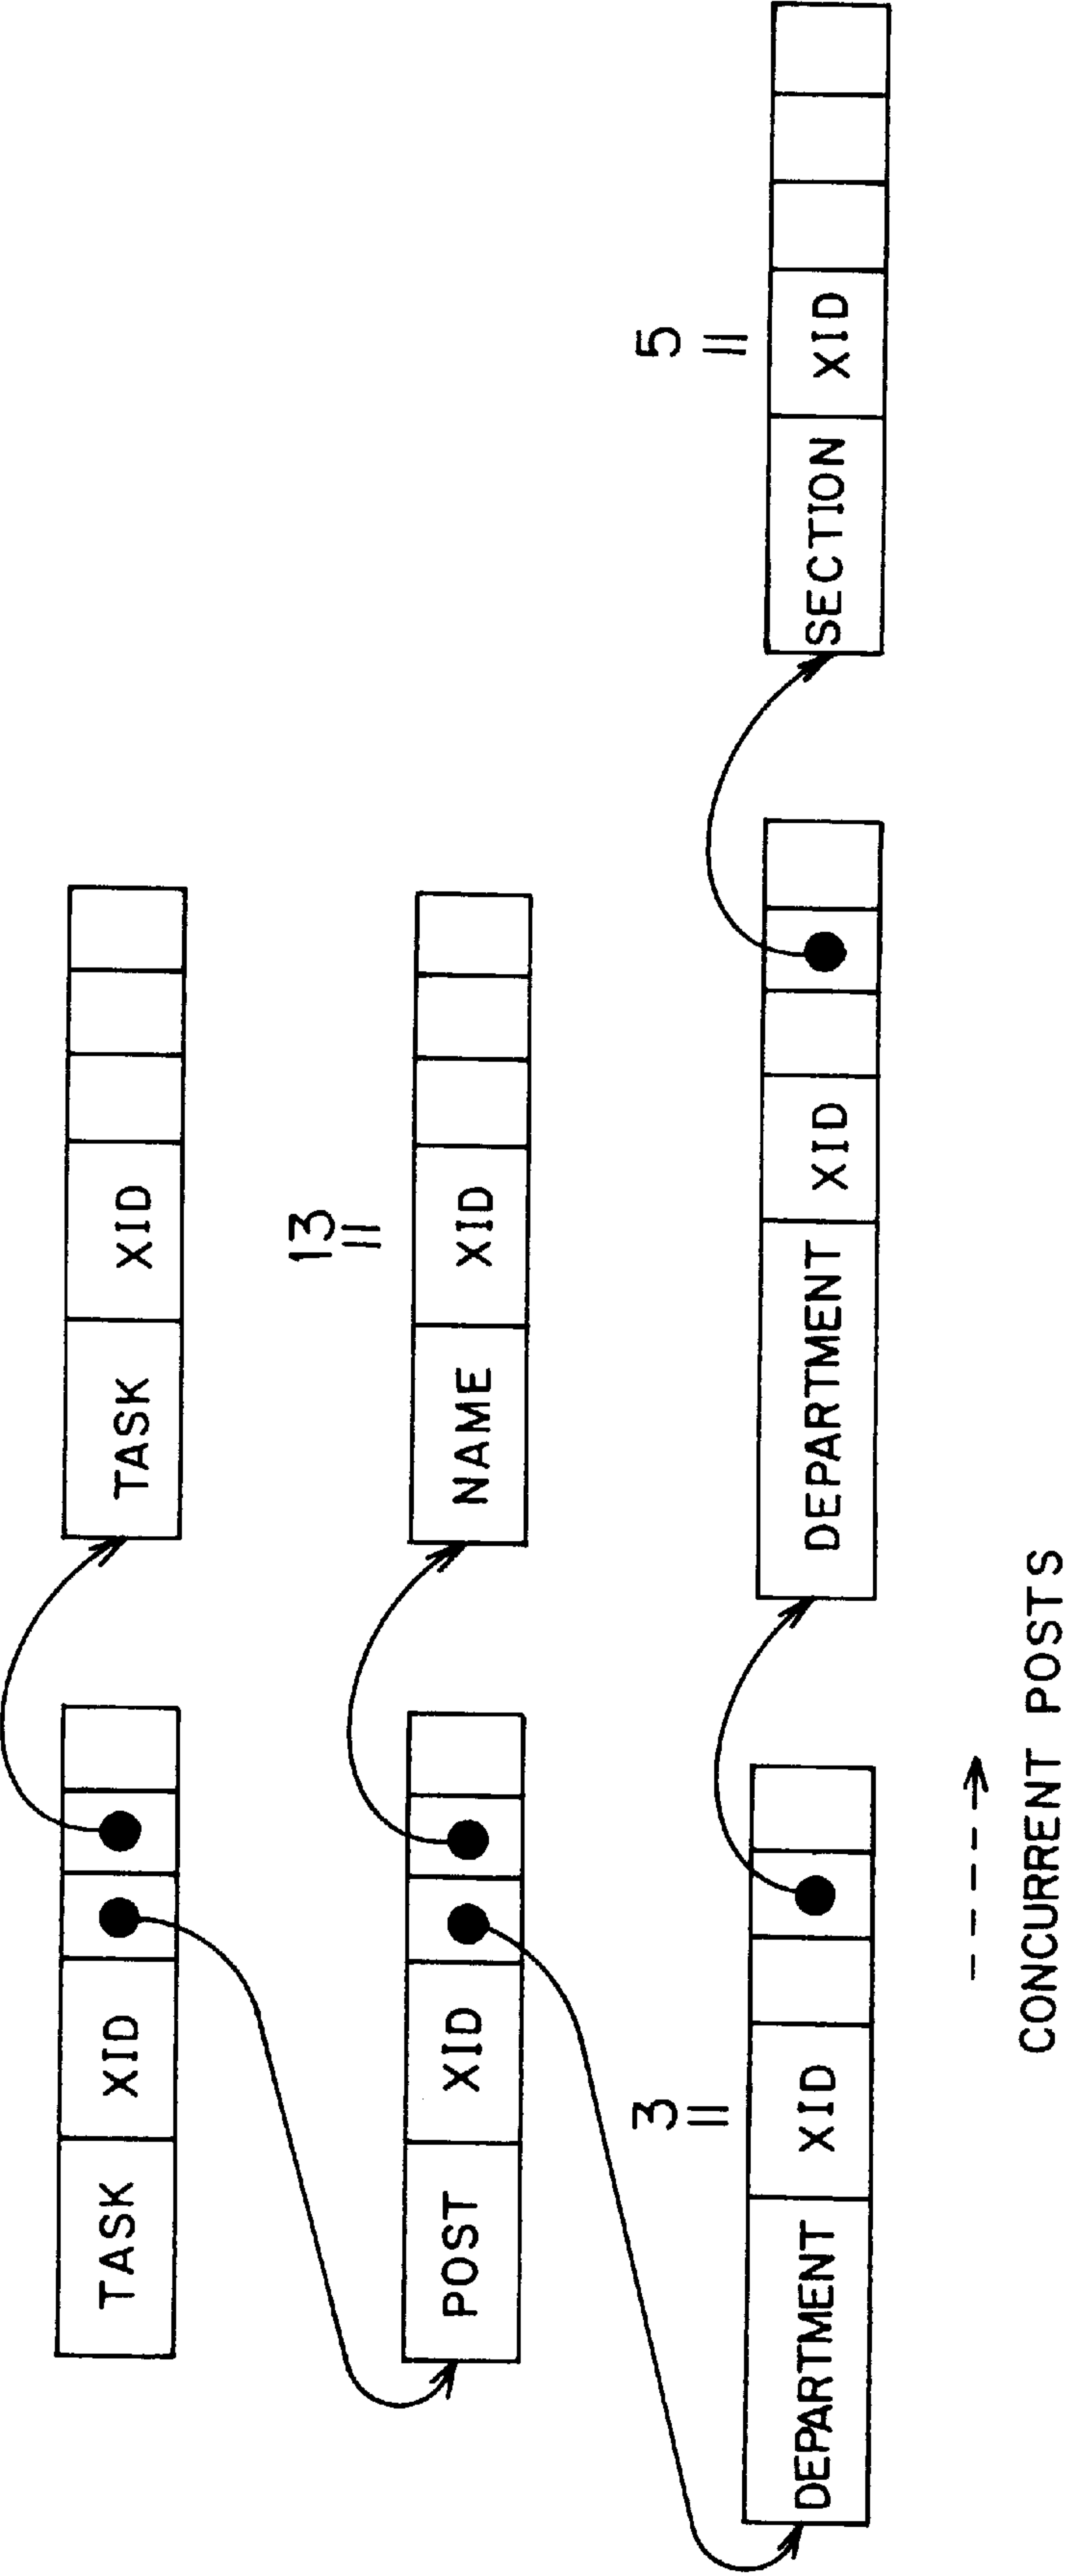 TASK XID
TASK XID
13
||
POST XID
NAME XID
3
||
5
||
DEPARTMENT XID
DEPARTMENT XID
SECTION XID
CONCURRENT POSTS